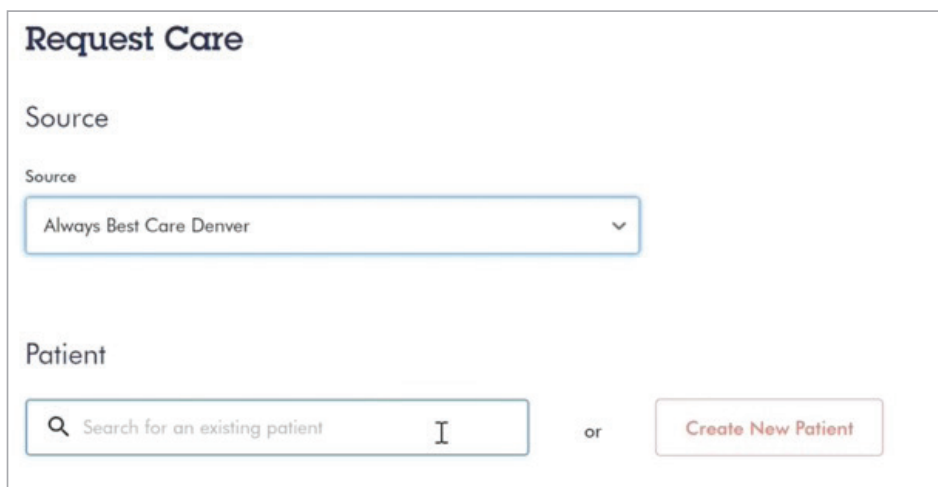 Request Care
Source
Source
Always Best Care Denver
Patient
Search for an existing patient or Create New Patient